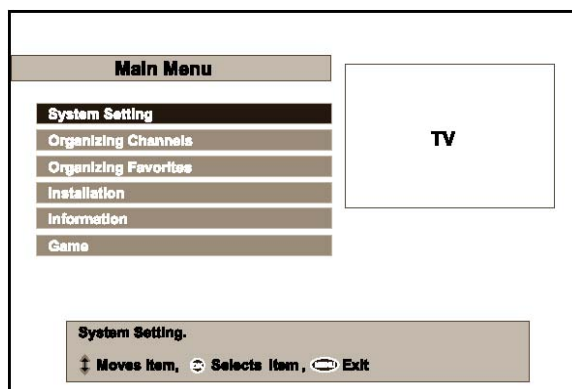 Main Menu
System Setting
Organizing Channels
TV
Organizing Favorites
Installation
Information
Game
System Setting.
Moves item, Selects item, Exit